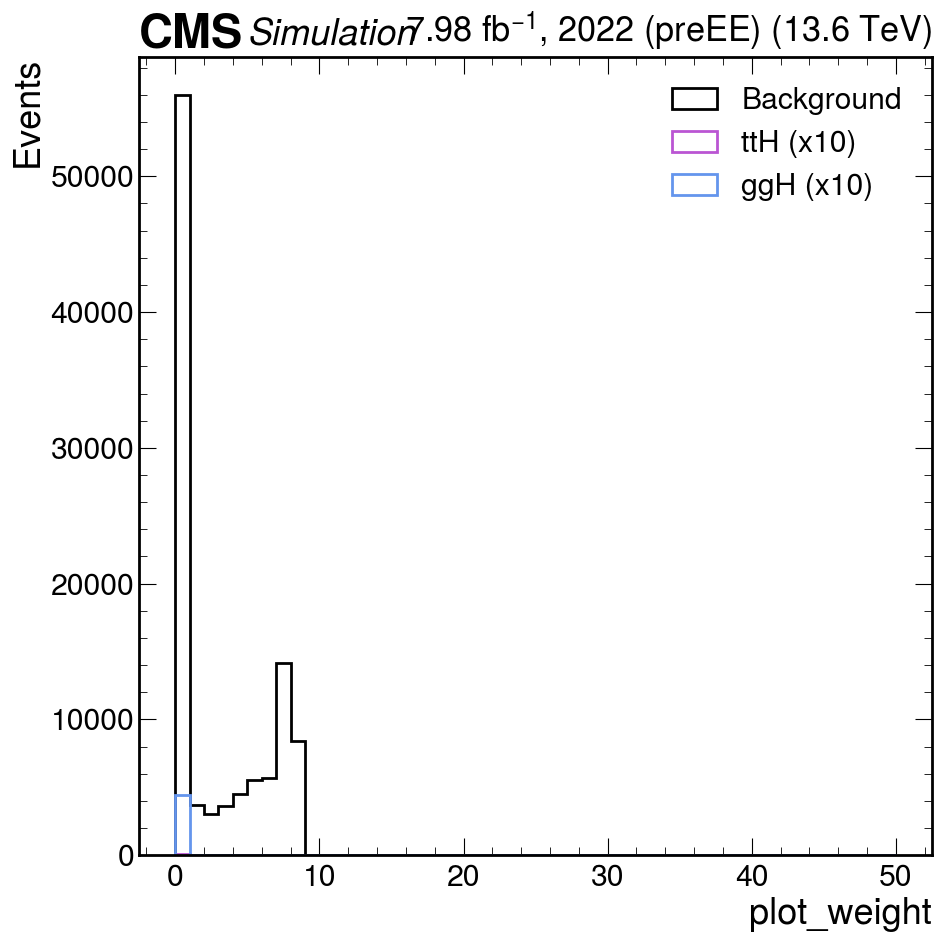 CMS Simulation 7.98 fb⁻¹, 2022 (preEE) (13.6 TeV)
Events
Background
ttH (x10)
ggH (x10)
50000
40000
30000
20000
10000
0
0 10 20 30 40 50
plot_weight